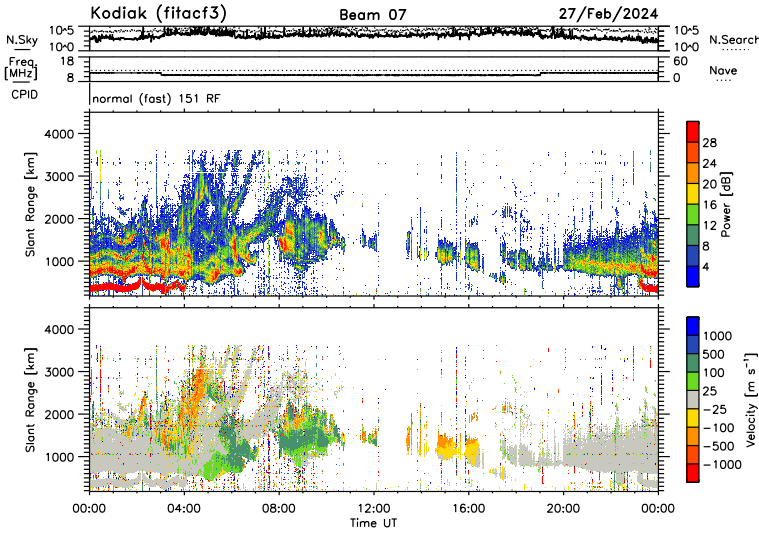 Kodiak (fitacf3) Beam 07 27/Feb/2024
N.Sky 10^5 10^0 10^5 10^0 N.Search
Freq. [MHz] 18 8 60 0 Nave
CPID normal (fast) 151 RF
Slant Range [km]
4000
3000
2000
1000
28
24
20
16
12
8
4
Power [dB]
Slant Range [km]
4000
3000
2000
1000
1000
500
100
25
−25
−100
−500
−1000
Velocity [m s⁻¹]
00:00 04:00 08:00 12:00 16:00 20:00 00:00
Time UT